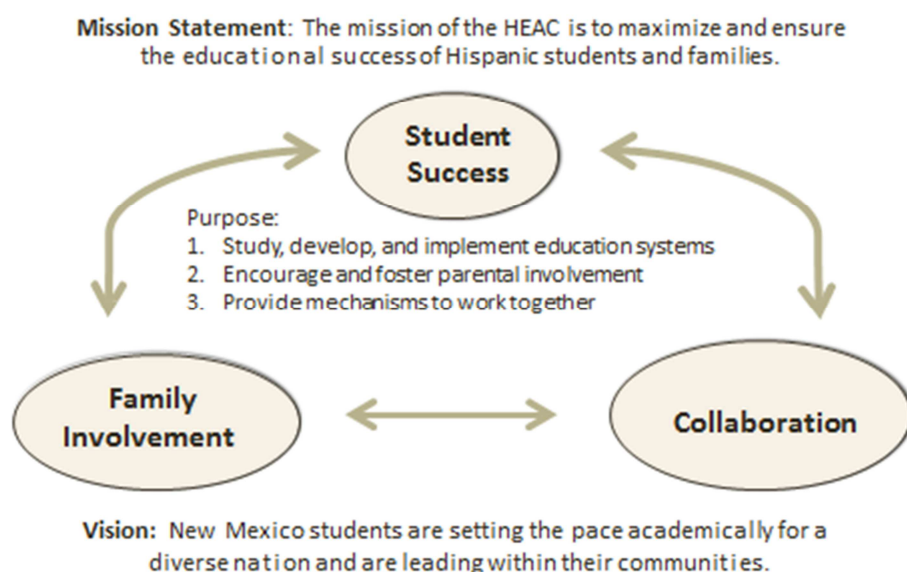 Mission Statement: The mission of the HEAC is to maximize and ensure
the educational success of Hispanic students and families.
Student
Success
Purpose:
1. Study, develop, and implement education systems
2. Encourage and foster parental involvement
3. Provide mechanisms to work together
Family
Involvement
Collaboration
Vision: New Mexico students are setting the pace academically for a
diverse nation and are leading within their communities.